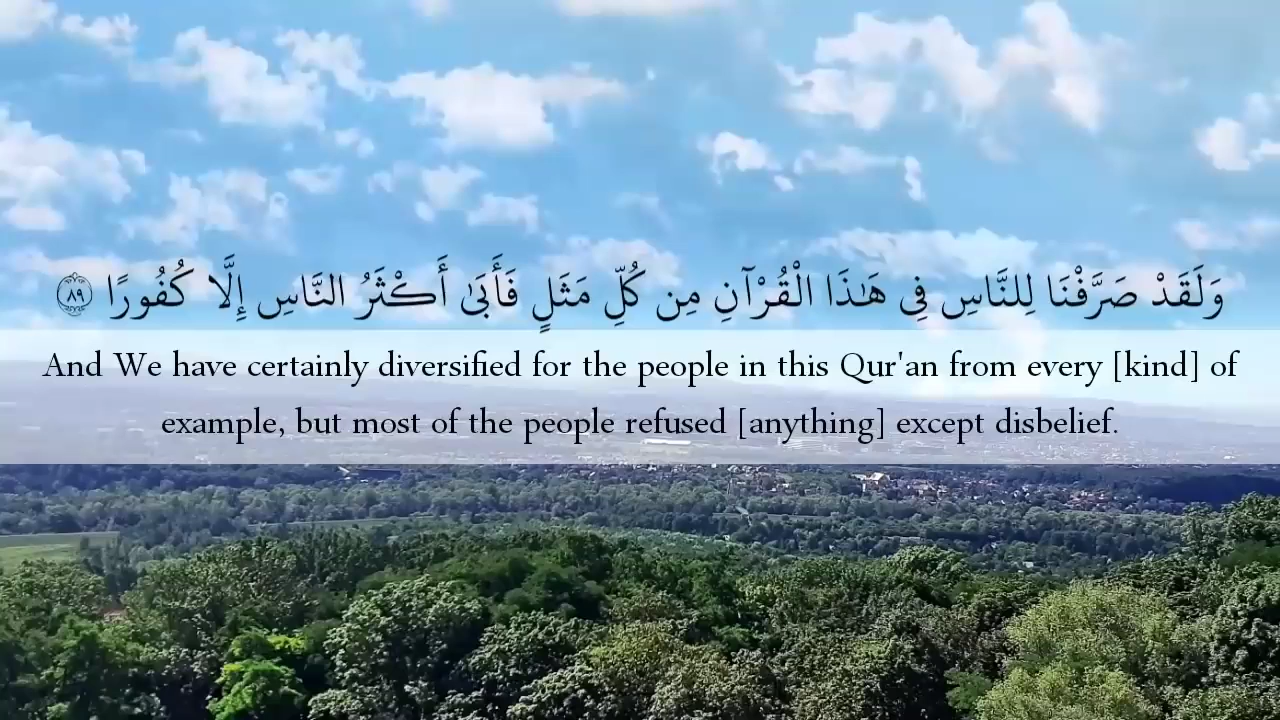 وَلَقَدْ صَرَّفْنَا لِلنَّاسِ فِي هَٰذَا الْقُرْآنِ مِن كُلِّ مَثَلٍ فَأَبَىٰ أَكْثَرُ النَّاسِ إِلَّا كُفُورًا ﴿٨٩﴾
And We have certainly diversified for the people in this Qur'an from every [kind] of
example, but most of the people refused [anything] except disbelief.